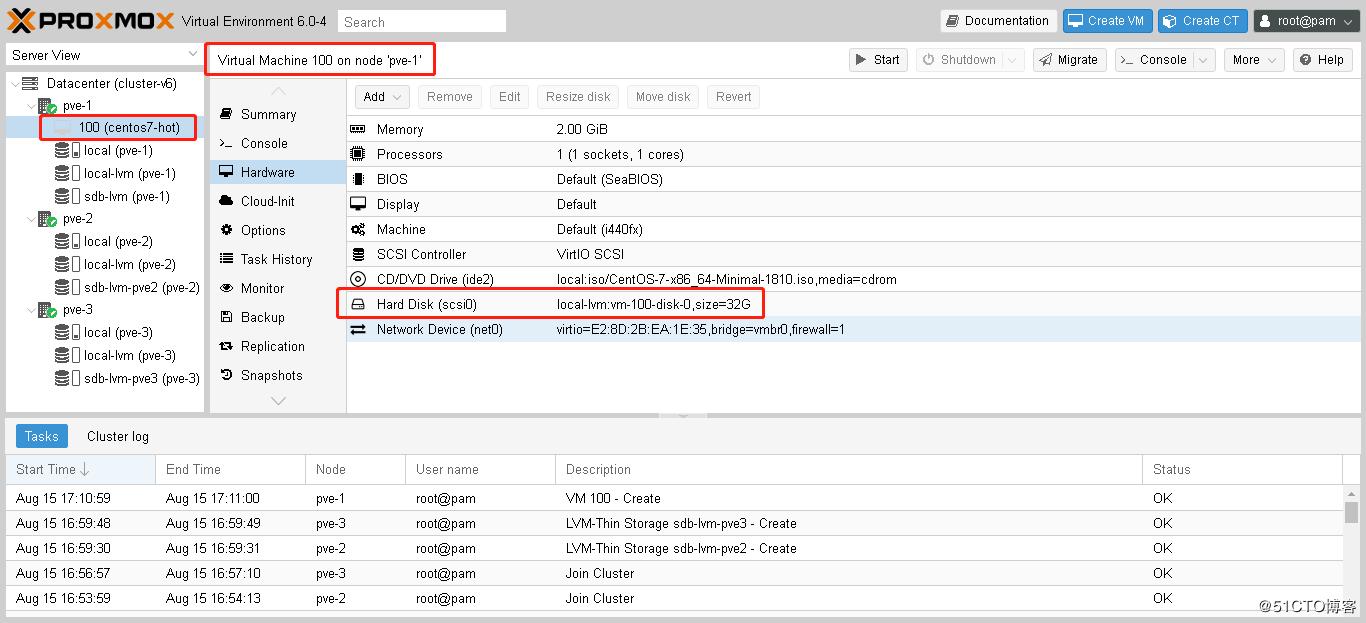 PROXMOX Virtual Environment 6.0-4 Search Documentation Create VM Create CT root@pam
Server View
Virtual Machine 100 on node 'pve-1' Start Shutdown Migrate Console More Help
Datacenter (cluster-v6)
pve-1
100 (centos7-hot)
local (pve-1)
local-lvm (pve-1)
sdb-lvm (pve-1)
pve-2
local (pve-2)
local-lvm (pve-2)
sdb-lvm-pve2 (pve-2)
pve-3
local (pve-3)
local-lvm (pve-3)
sdb-lvm-pve3 (pve-3)
Summary
Console
Hardware
Cloud-Init
Options
Task History
Monitor
Backup
Replication
Snapshots
Add Remove Edit Resize disk Move disk Revert
Memory 2.00 GiB
Processors 1 (1 sockets, 1 cores)
BIOS Default (SeaBIOS)
Display Default
Machine Default (i440fx)
SCSI Controller VirtIO SCSI
CD/DVD Drive (ide2) local:iso/CentOS-7-x86_64-Minimal-1810.iso,media=cdrom
Hard Disk (scsi0) local-lvm:vm-100-disk-0,size=32G
Network Device (net0) virtio=E2:8D:2B:EA:1E:35,bridge=vmbr0,firewall=1
Tasks Cluster log
Start Time End Time Node User name Description Status
Aug 15 17:10:59 Aug 15 17:11:00 pve-1 root@pam VM 100 - Create OK
Aug 15 16:59:48 Aug 15 16:59:49 pve-3 root@pam LVM-Thin Storage sdb-lvm-pve3 - Create OK
Aug 15 16:59:30 Aug 15 16:59:31 pve-2 root@pam LVM-Thin Storage sdb-lvm-pve2 - Create OK
Aug 15 16:56:57 Aug 15 16:57:10 pve-3 root@pam Join Cluster OK
Aug 15 16:53:59 Aug 15 16:54:13 pve-2 root@pam Join Cluster OK
@51CTO博客